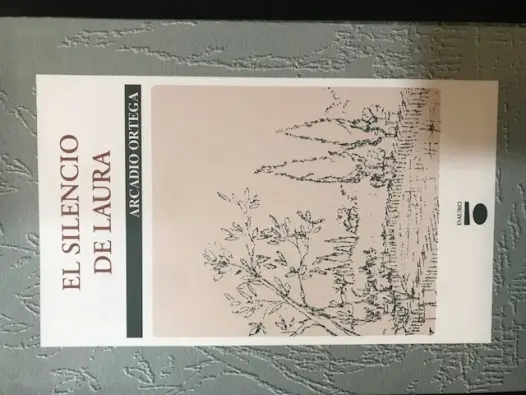 EL SILENCIO
DE LAURA
ARCADIO ORTEGA
DAURO